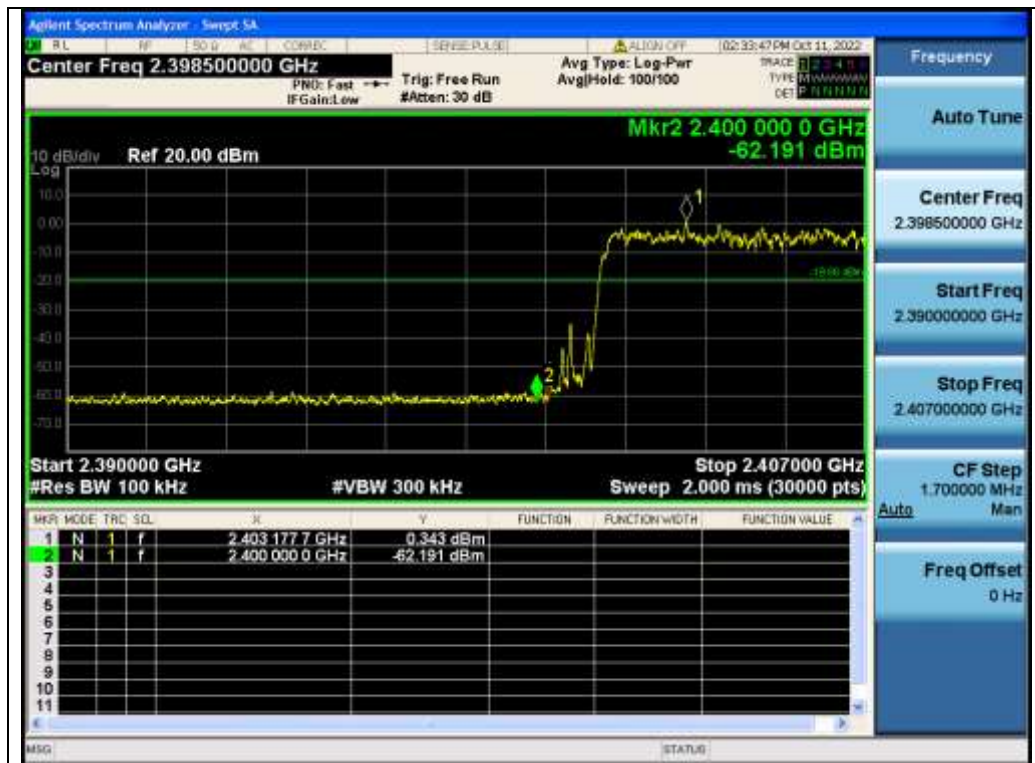 Agilent Spectrum Analyzer - Swept SA
RL RF 50 Ω AC CORREC SENSE:PULSE ALIGN OFF 02:33:47 PM Oct 11, 2022
Center Freq 2.398500000 GHz
PNO: Fast
IFGain:Low
Trig: Free Run
#Atten: 30 dB
Avg Type: Log-Pwr
Avg|Hold: 100/100
TRACE 1 2 3 4 5 6
TYPE MWWWWW
DET P N N N N N
Mkr2 2.400 000 0 GHz
-62.191 dBm
10 dB/div Ref 20.00 dBm
Log
10.0
0.00
-10.0
-20.0
-30.0
-40.0
-50.0
-60.0
-70.0
1
2
Start 2.390000 GHz Stop 2.407000 GHz
#Res BW 100 kHz #VBW 300 kHz Sweep 2.000 ms (30000 pts)
MKR MODE TRC SCL X Y FUNCTION FUNCTION WIDTH FUNCTION VALUE
1 N 1 f 2.403 177 7 GHz 0.343 dBm
2 N 1 f 2.400 000 0 GHz -62.191 dBm
3
4
5
6
7
8
9
10
11
MSG STATUS
Frequency
Auto Tune
Center Freq
2.398500000 GHz
Start Freq
2.390000000 GHz
Stop Freq
2.407000000 GHz
CF Step
1.700000 MHz
Auto Man
Freq Offset
0 Hz